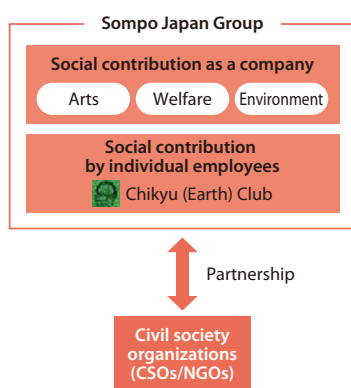 Sompo Japan Group
Social contribution as a company
Arts
Welfare
Environment
Social contribution
by individual employees
Chikyu (Earth) Club
Partnership
Civil society
organizations
(CSOs/NGOs)